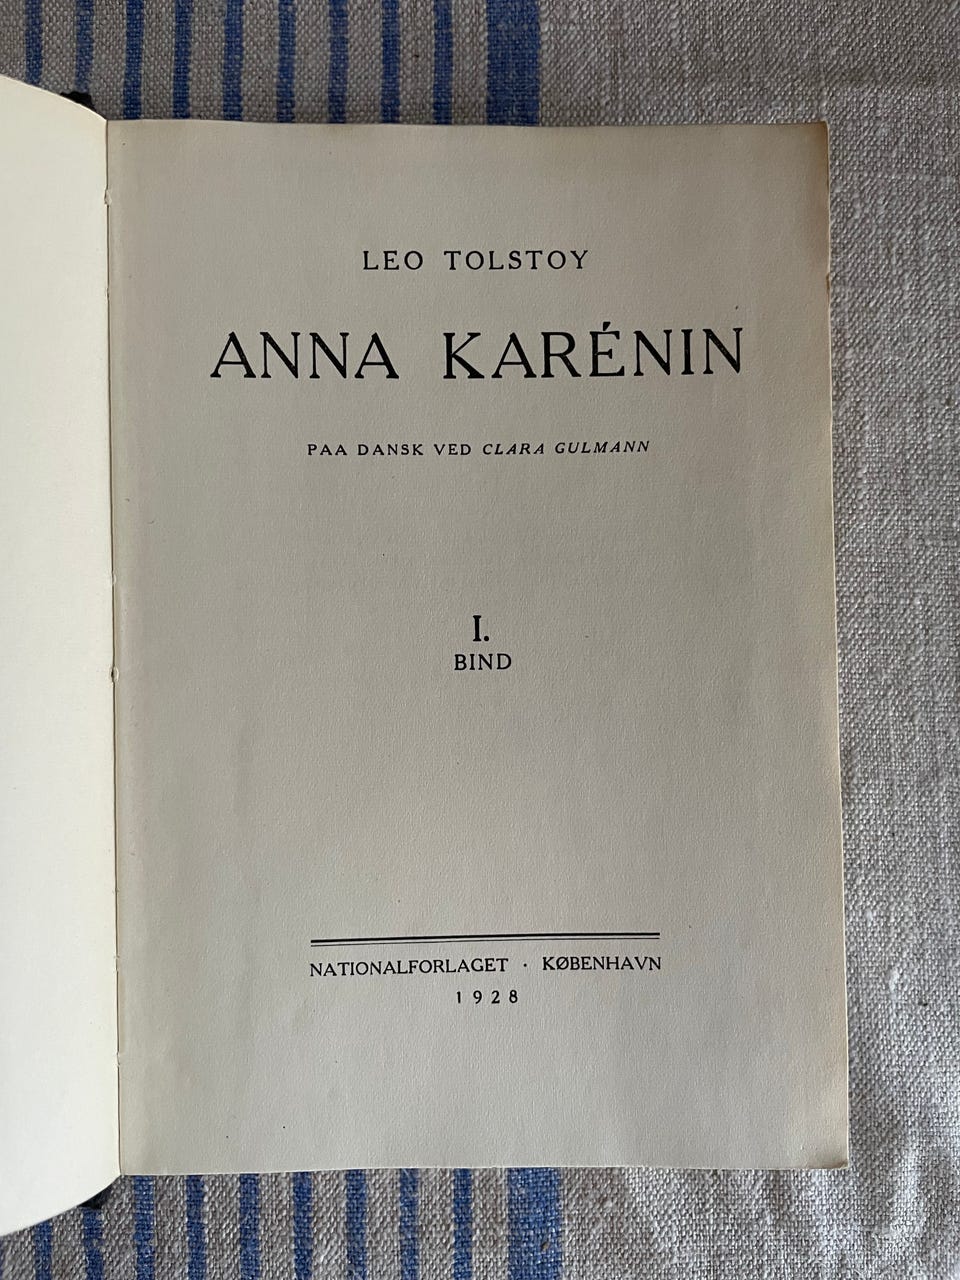 LEO TOLSTOY
ANNA KARÉNIN
PAA DANSK VED CLARA GULMANN
I.
BIND
NATIONALFORLAGET · KØBENHAVN
1928